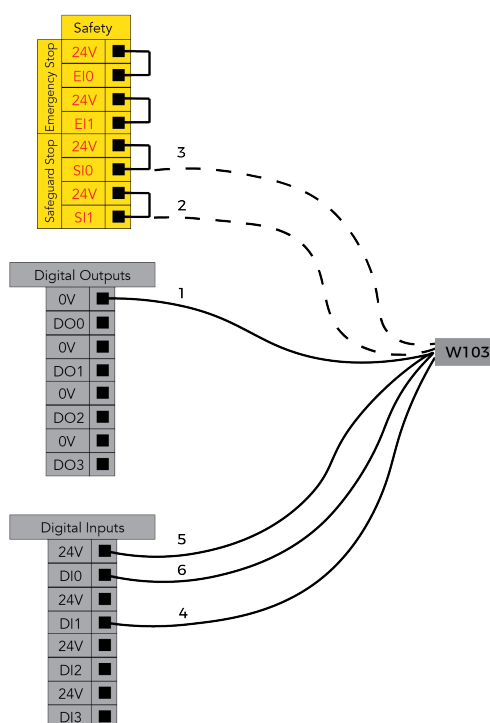 Safety
Emergency Stop
24V
EI0
24V
EI1
Safeguard Stop
24V
SI0
24V
SI1
3
2
Digital Outputs
0V
DO0
0V
DO1
0V
DO2
0V
DO3
1
W103
Digital Inputs
24V
DI0
24V
DI1
24V
DI2
24V
DI3
5
6
4